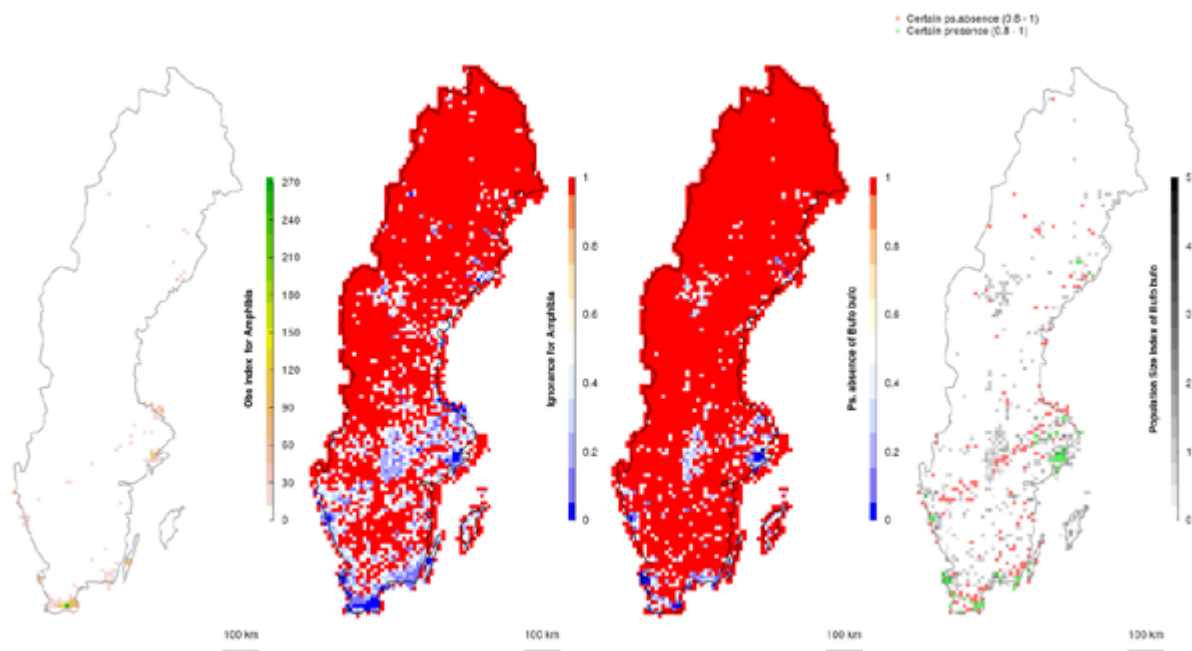 Certain ps.absence (0.8 - 1)
Certain presence (0.8 - 1)
270
240
210
180
150
120
90
60
30
0
Obs Index for Amphibia
1
0.8
0.6
0.4
0.2
0
Ignorance for Amphibia
1
0.8
0.6
0.4
0.2
0
Ps. absence of Bufo bufo
5
4
3
2
1
0
Population Size Index of Bufo bufo
100 km
100 km
100 km
100 km